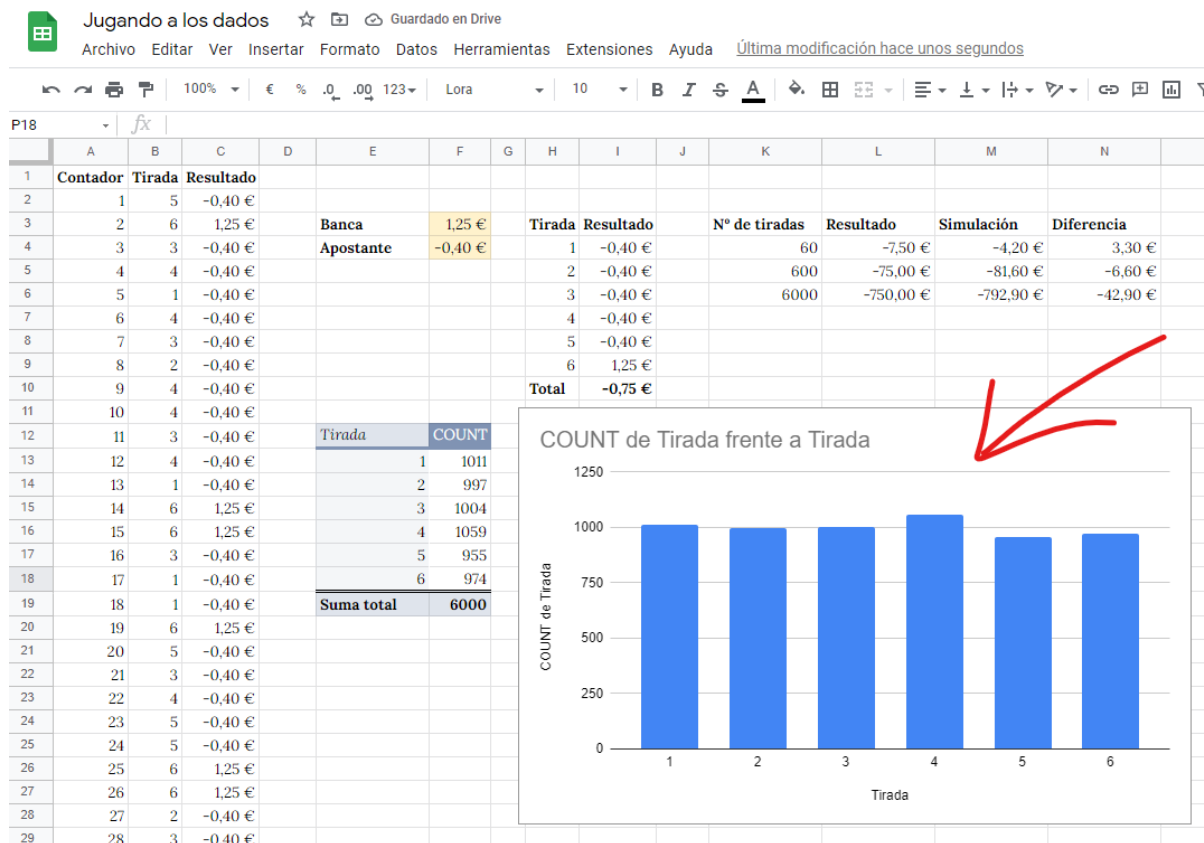 Jugando a los dados Guardado en Drive
Archivo Editar Ver Insertar Formato Datos Herramientas Extensiones Ayuda Última modificación hace unos segundos
100% € % .0 .00 123 Lora 10 B I S A
P18 fx
A B C D E F G H I J K L M N
1 Contador Tirada Resultado
2 1 5 -0,40 €
3 2 6 1,25 € Banca 1,25 € Tirada Resultado Nº de tiradas Resultado Simulación Diferencia
4 3 3 -0,40 € Apostante -0,40 € 1 -0,40 € 60 -7,50 € -4,20 € 3,30 €
5 4 4 -0,40 € 2 -0,40 € 600 -75,00 € -81,60 € -6,60 €
6 5 1 -0,40 € 3 -0,40 € 6000 -750,00 € -792,90 € -42,90 €
7 6 4 -0,40 € 4 -0,40 €
8 7 3 -0,40 € 5 -0,40 €
9 8 2 -0,40 € 6 1,25 €
10 9 4 -0,40 € Total -0,75 €
11 10 4 -0,40 €
12 11 3 -0,40 € Tirada COUNT
13 12 4 -0,40 € 1 1011
14 13 1 -0,40 € 2 997
15 14 6 1,25 € 3 1004
16 15 6 1,25 € 4 1059
17 16 3 -0,40 € 5 955
18 17 1 -0,40 € 6 974
19 18 1 -0,40 € Suma total 6000
20 19 6 1,25 €
21 20 5 -0,40 €
22 21 3 -0,40 €
23 22 4 -0,40 €
24 23 5 -0,40 €
25 24 5 -0,40 €
26 25 6 1,25 €
27 26 6 1,25 €
28 27 2 -0,40 €
29 28 3 -0,40 €
COUNT de Tirada frente a Tirada
COUNT de Tirada
1250
1000
750
500
250
0
1 2 3 4 5 6
Tirada